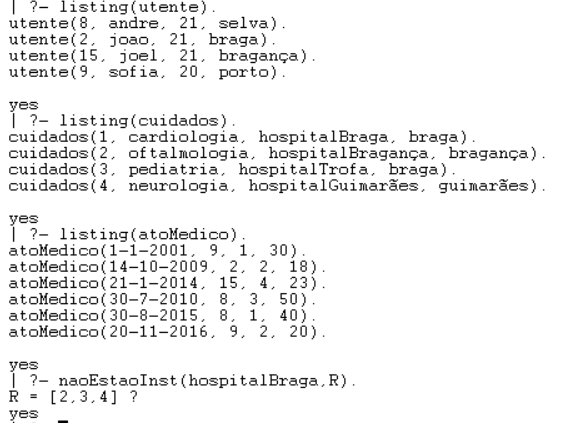 | ?- listing(utente).
utente(8, andre, 21, selva).
utente(2, joao, 21, braga).
utente(15, joel, 21, bragança).
utente(9, sofia, 20, porto).
yes
| ?- listing(cuidados).
cuidados(1, cardiologia, hospitalBraga, braga).
cuidados(2, oftalmologia, hospitalBragança, bragança).
cuidados(3, pediatria, hospitalTrofa, braga).
cuidados(4, neurologia, hospitalGuimarães, guimarães).
yes
| ?- listing(atoMedico).
atoMedico(1-1-2001, 9, 1, 30).
atoMedico(14-10-2009, 2, 2, 18).
atoMedico(21-1-2014, 15, 4, 23).
atoMedico(30-7-2010, 8, 3, 50).
atoMedico(30-8-2015, 8, 1, 40).
atoMedico(20-11-2016, 9, 2, 20).
yes
| ?- naoEstaoInst(hospitalBraga,R).
R = [2,3,4] ?
yes